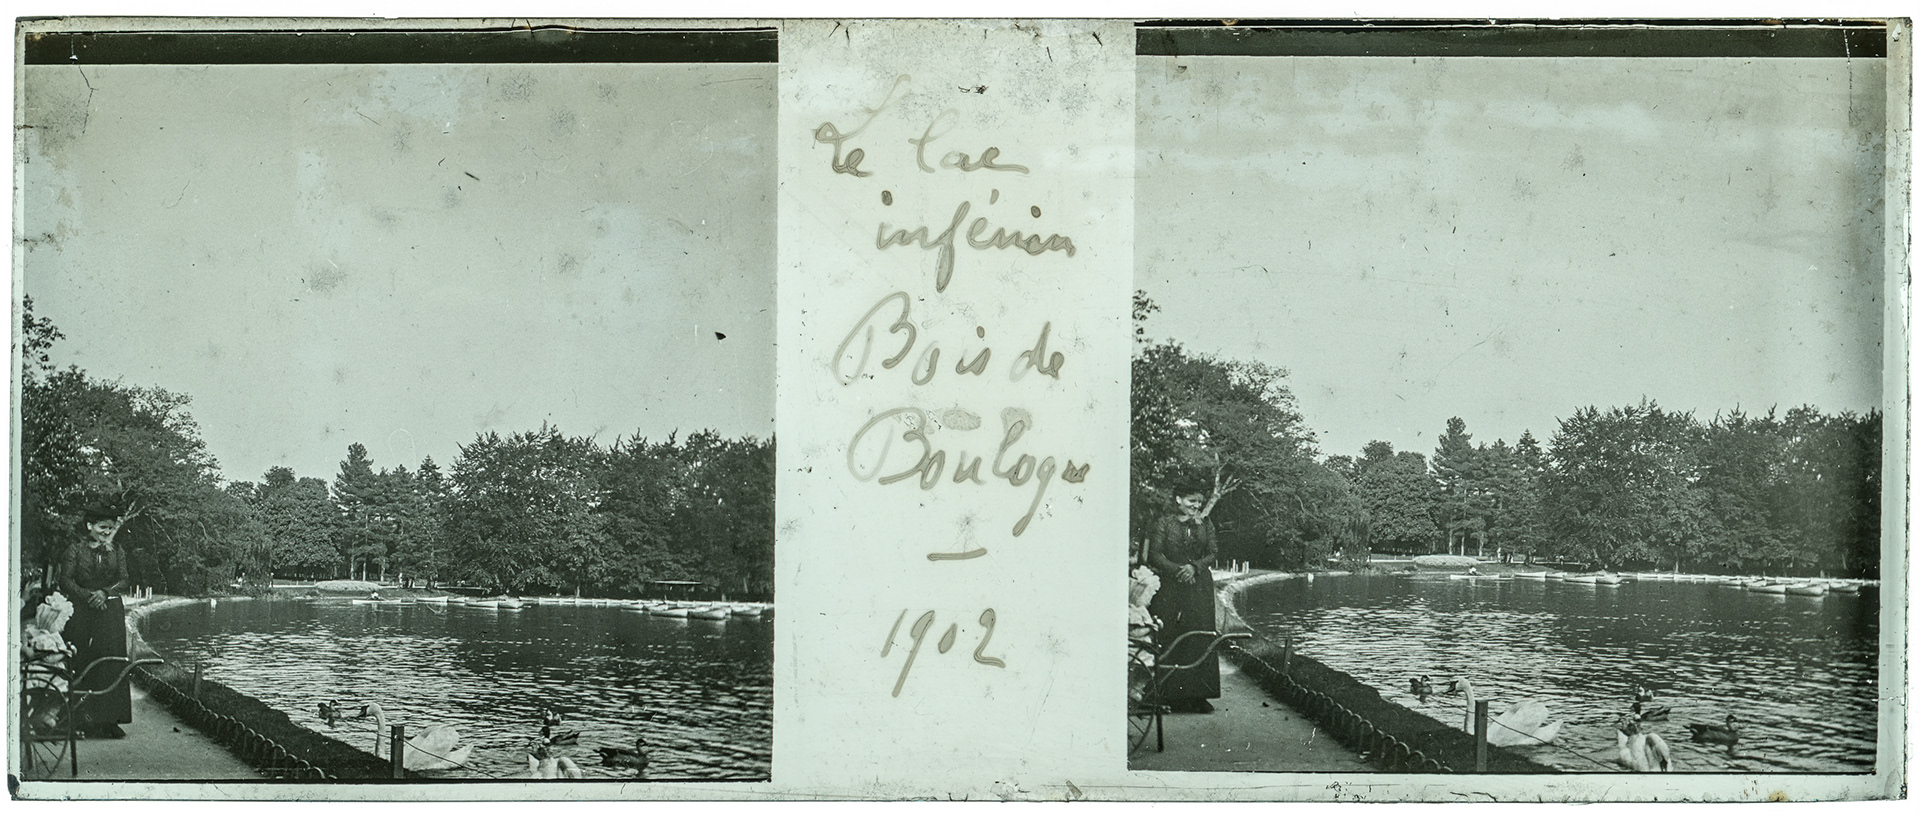 Le lac
inférieur
Bois de
Boulogne
—
1902